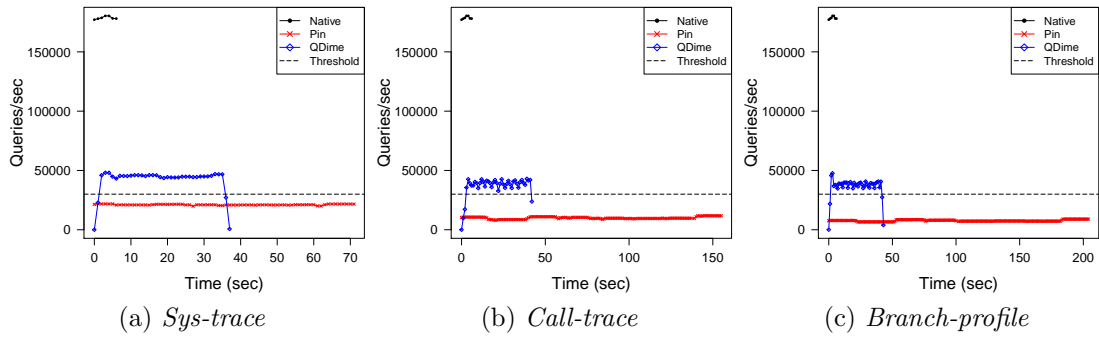 Queries/sec
150000
100000
50000
0
Native
Pin
QDime
Threshold
0 10 20 30 40 50 60 70
Time (sec)
(a) Sys-trace
Queries/sec
150000
100000
50000
0
Native
Pin
QDime
Threshold
0 50 100 150
Time (sec)
(b) Call-trace
Queries/sec
150000
100000
50000
0
Native
Pin
QDime
Threshold
0 50 100 150 200
Time (sec)
(c) Branch-profile